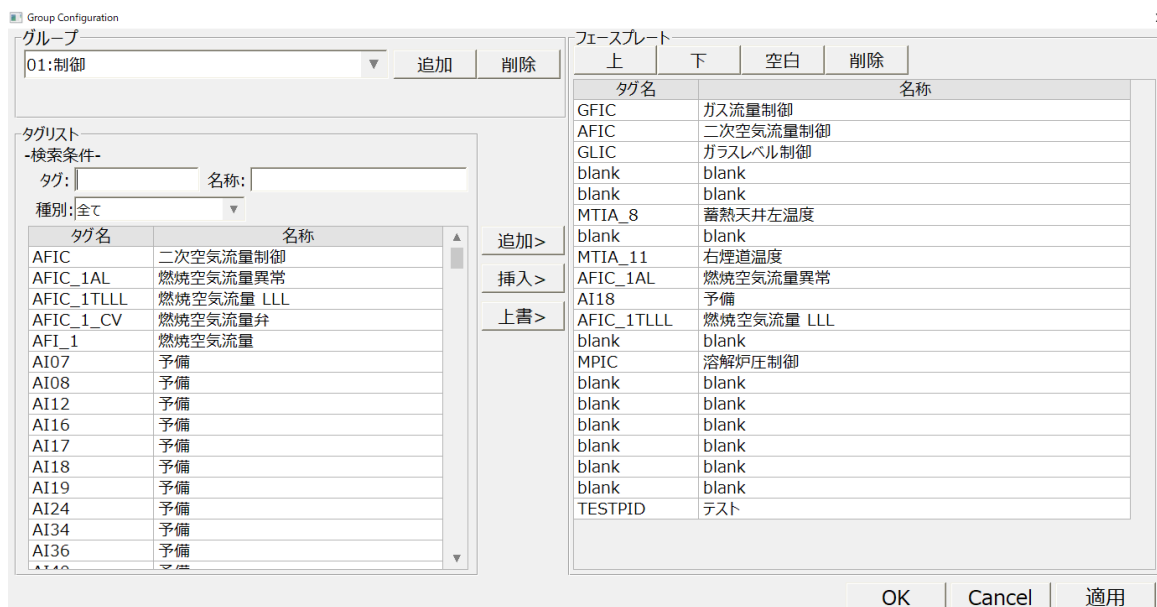 Group Configuration
グループ
01:制御 追加 削除
タグリスト
-検索条件-
タグ: 名称:
種別: 全て
タグ名 名称
AFIC 二次空気流量制御
AFIC_1AL 燃焼空気流量異常
AFIC_1TLLL 燃焼空気流量 LLL
AFIC_1_CV 燃焼空気流量弁
AFI_1 燃焼空気流量
AI07 予備
AI08 予備
AI12 予備
AI16 予備
AI17 予備
AI18 予備
AI19 予備
AI24 予備
AI34 予備
AI36 予備
追加>
挿入>
上書>
フェースプレート
上 下 空白 削除
タグ名 名称
GFIC ガス流量制御
AFIC 二次空気流量制御
GLIC ガラスレベル制御
blank blank
blank blank
MTIA_8 蓄熱天井左温度
blank blank
MTIA_11 右煙道温度
AFIC_1AL 燃焼空気流量異常
AI18 予備
AFIC_1TLLL 燃焼空気流量 LLL
blank blank
MPIC 溶解炉圧制御
blank blank
blank blank
blank blank
blank blank
blank blank
blank blank
TESTPID テスト
OK Cancel 適用